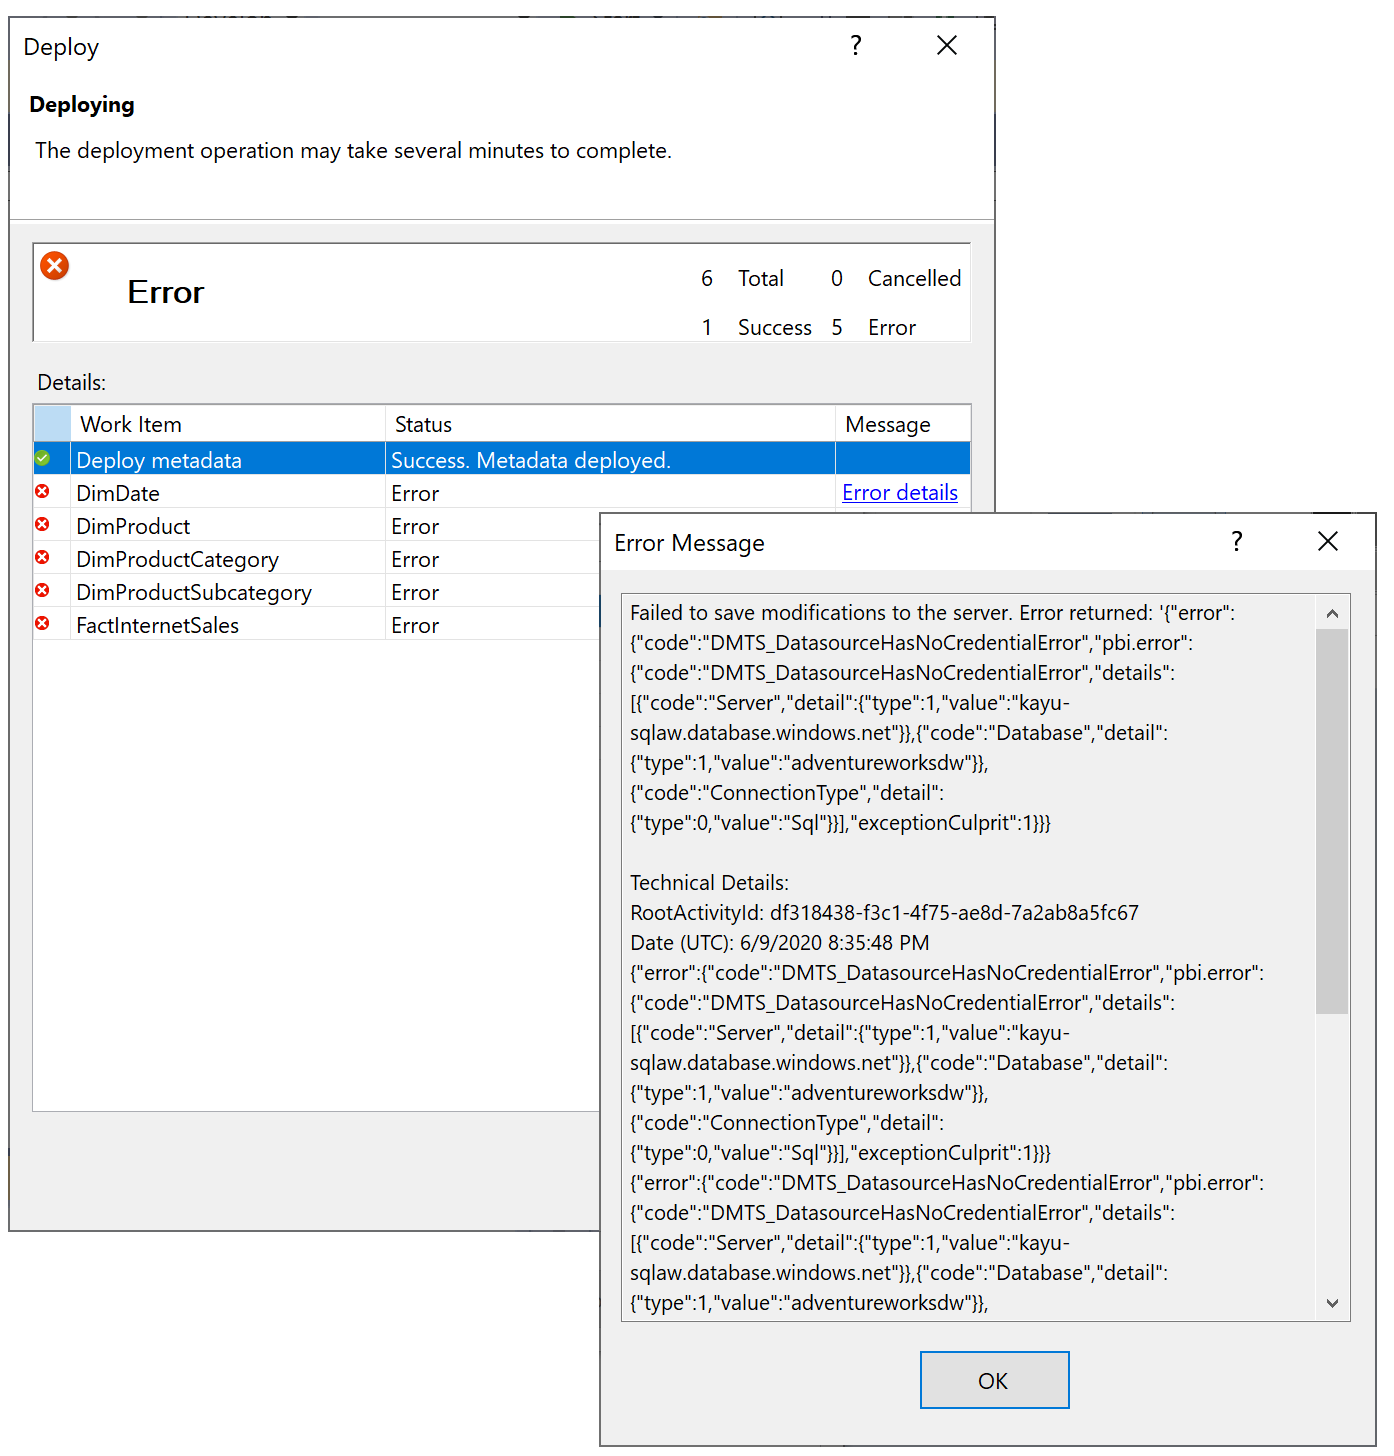 Deploy
?
Deploying
The deployment operation may take several minutes to complete.
Error
6 Total 0 Cancelled
1 Success 5 Error
Details:
Work Item Status Message
Deploy metadata Success. Metadata deployed.
DimDate Error Error details
DimProduct Error
DimProductCategory Error
DimProductSubcategory Error
FactInternetSales Error
Error Message
?
Failed to save modifications to the server. Error returned: '{"error":
{"code":"DMTS_DatasourceHasNoCredentialError","pbi.error":
{"code":"DMTS_DatasourceHasNoCredentialError","details":
[{"code":"Server","detail":{"type":1,"value":"kayu-
sqlaw.database.windows.net"}},{"code":"Database","detail":
{"type":1,"value":"adventureworksdw"}},
{"code":"ConnectionType","detail":
{"type":0,"value":"Sql"}}],"exceptionCulprit":1}}}
Technical Details:
RootActivityId: df318438-f3c1-4f75-ae8d-7a2ab8a5fc67
Date (UTC): 6/9/2020 8:35:48 PM
{"error":{"code":"DMTS_DatasourceHasNoCredentialError","pbi.error":
{"code":"DMTS_DatasourceHasNoCredentialError","details":
[{"code":"Server","detail":{"type":1,"value":"kayu-
sqlaw.database.windows.net"}},{"code":"Database","detail":
{"type":1,"value":"adventureworksdw"}},
{"code":"ConnectionType","detail":
{"type":0,"value":"Sql"}}],"exceptionCulprit":1}}}
{"error":{"code":"DMTS_DatasourceHasNoCredentialError","pbi.error":
{"code":"DMTS_DatasourceHasNoCredentialError","details":
[{"code":"Server","detail":{"type":1,"value":"kayu-
sqlaw.database.windows.net"}},{"code":"Database","detail":
{"type":1,"value":"adventureworksdw"}},
OK